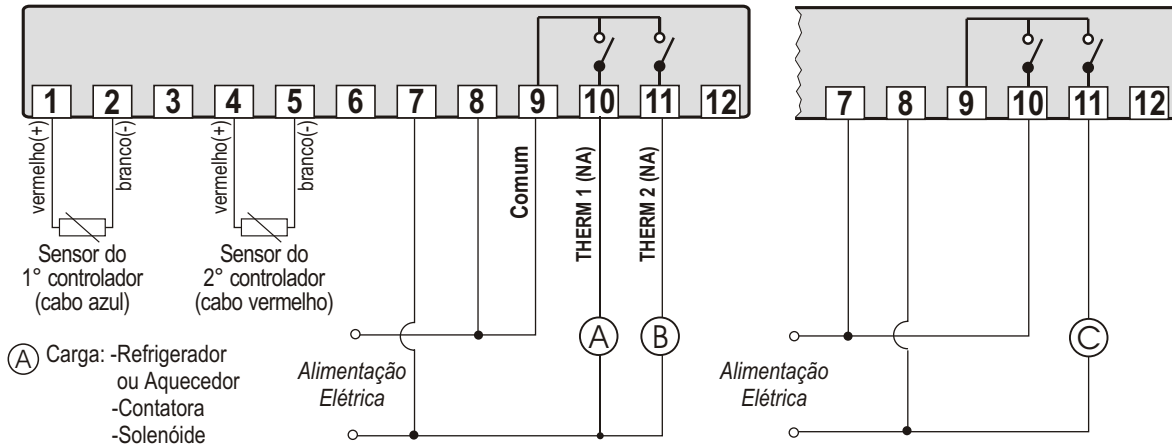 1 2 3 4 5 6 7 8 9 10 11 12
vermelho(+)
branco(-)
vermelho(+)
branco(-)
Comum
THERM 1 (NA)
THERM 2 (NA)
Sensor do
1° controlador
(cabo azul)
Sensor do
2° controlador
(cabo vermelho)
A
B
A Carga: -Refrigerador
ou Aquecedor
-Contatora
-Solenóide
Alimentação
Elétrica
7 8 9 10 11 12
C
Alimentação
Elétrica